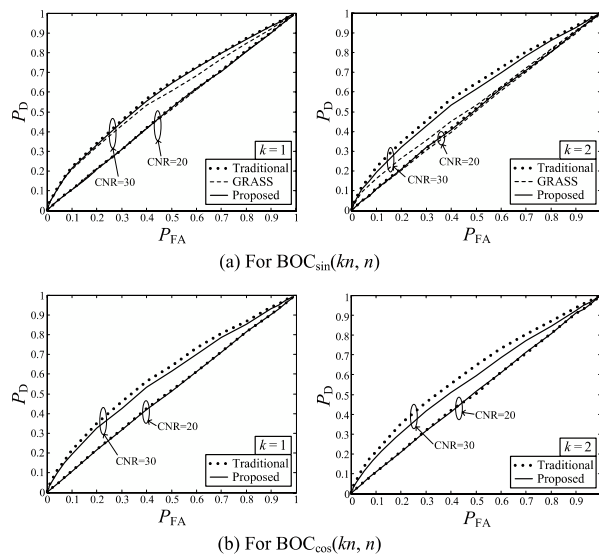 P_D
1
0.9
0.8
0.7
0.6
0.5
0.4
0.3
0.2
0.1
0
0 0.1 0.2 0.3 0.4 0.5 0.6 0.7 0.8 0.9 1
P_FA
CNR=30
CNR=20
k = 1
Traditional
GRASS
Proposed
P_D
1
0.9
0.8
0.7
0.6
0.5
0.4
0.3
0.2
0.1
0
0 0.1 0.2 0.3 0.4 0.5 0.6 0.7 0.8 0.9
P_FA
CNR=20
CNR=30
k = 2
Traditional
GRASS
Proposed
(a) For BOC_sin(kn, n)
P_D
1
0.9
0.8
0.7
0.6
0.5
0.4
0.3
0.2
0.1
0
0 0.1 0.2 0.3 0.4 0.5 0.6 0.7 0.8 0.9 1
P_FA
CNR=20
CNR=30
k = 1
Traditional
Proposed
P_D
1
0.9
0.8
0.7
0.6
0.5
0.4
0.3
0.2
0.1
0
0 0.1 0.2 0.3 0.4 0.5 0.6 0.7 0.8 0.9
P_FA
CNR=20
CNR=30
k = 2
Traditional
Proposed
(b) For BOC_cos(kn, n)